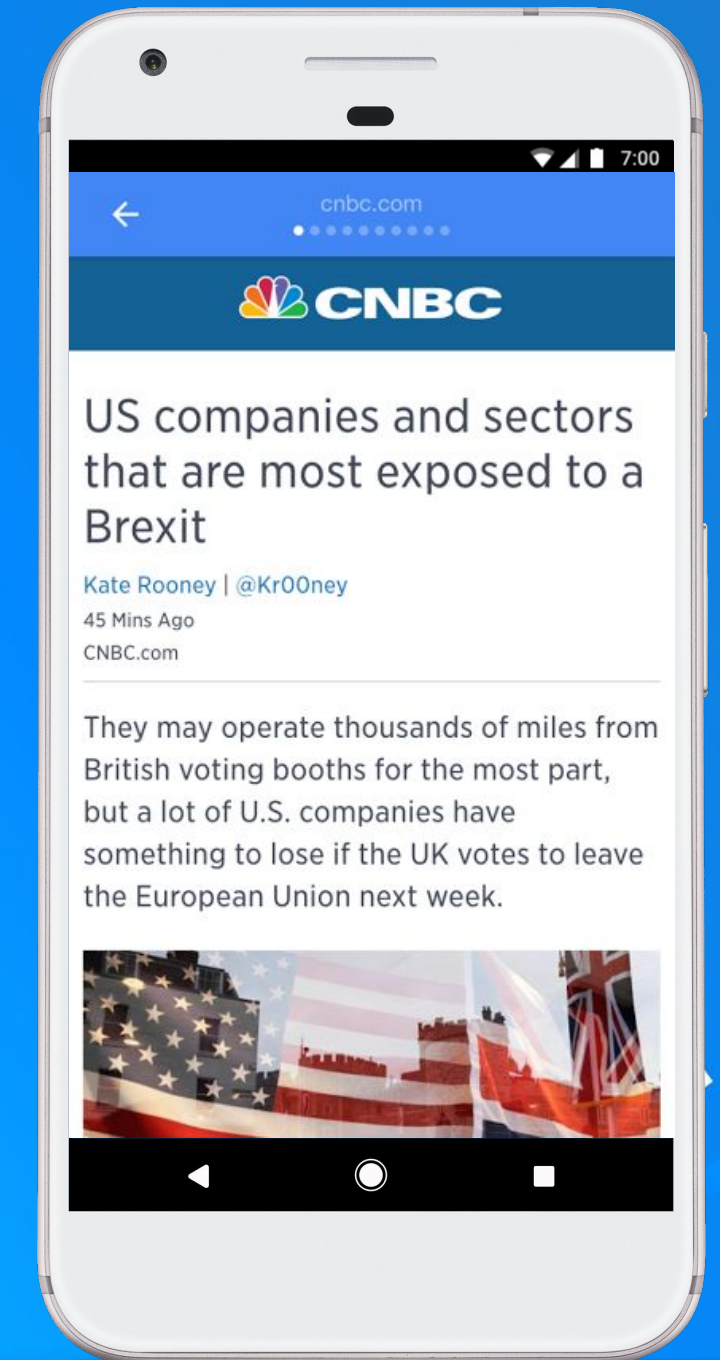 7:00
cnbc.com
CNBC
US companies and sectors
that are most exposed to a
Brexit
Kate Rooney | @Kr00ney
45 Mins Ago
CNBC.com
They may operate thousands of miles from
British voting booths for the most part,
but a lot of U.S. companies have
something to lose if the UK votes to leave
the European Union next week.